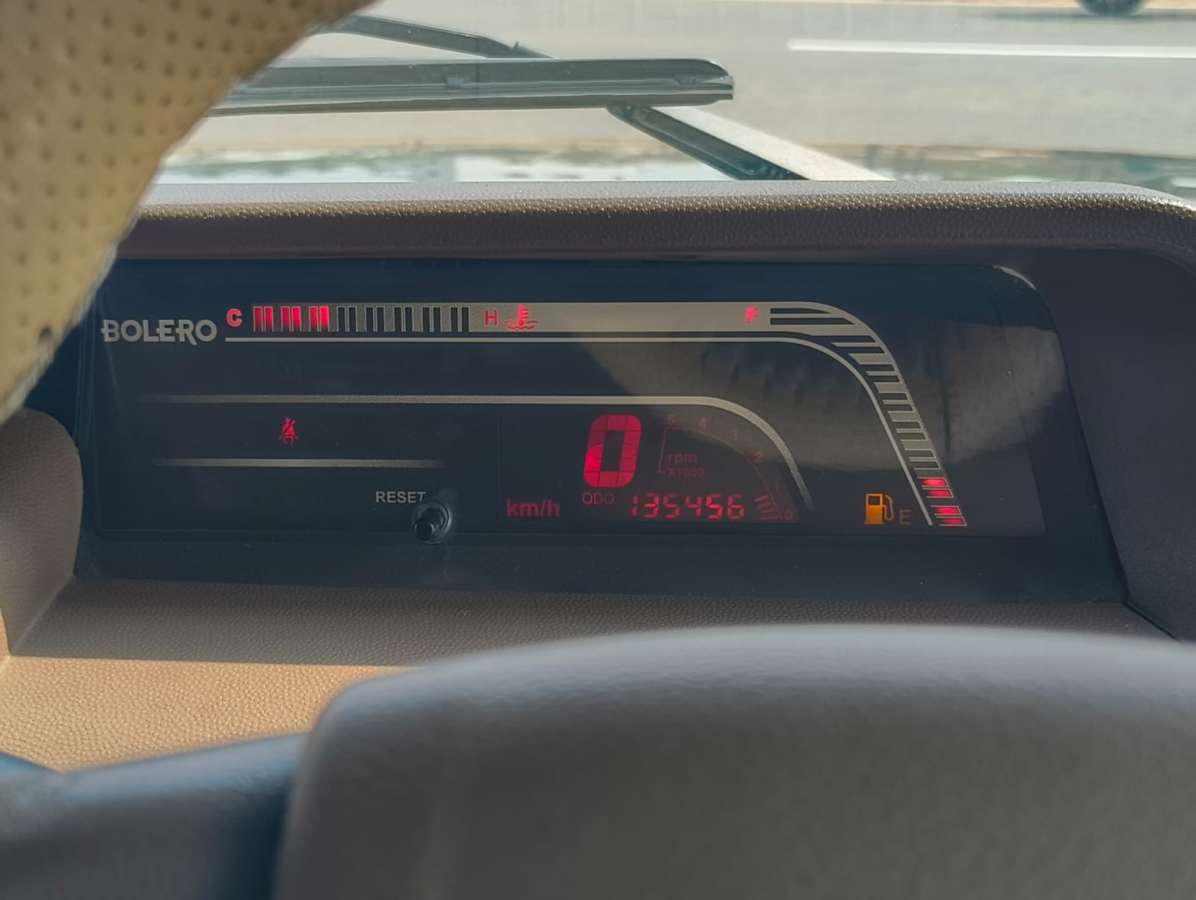 BOLERO C H F
RESET
0
rpm
X1000
km/h ODO 135456 E